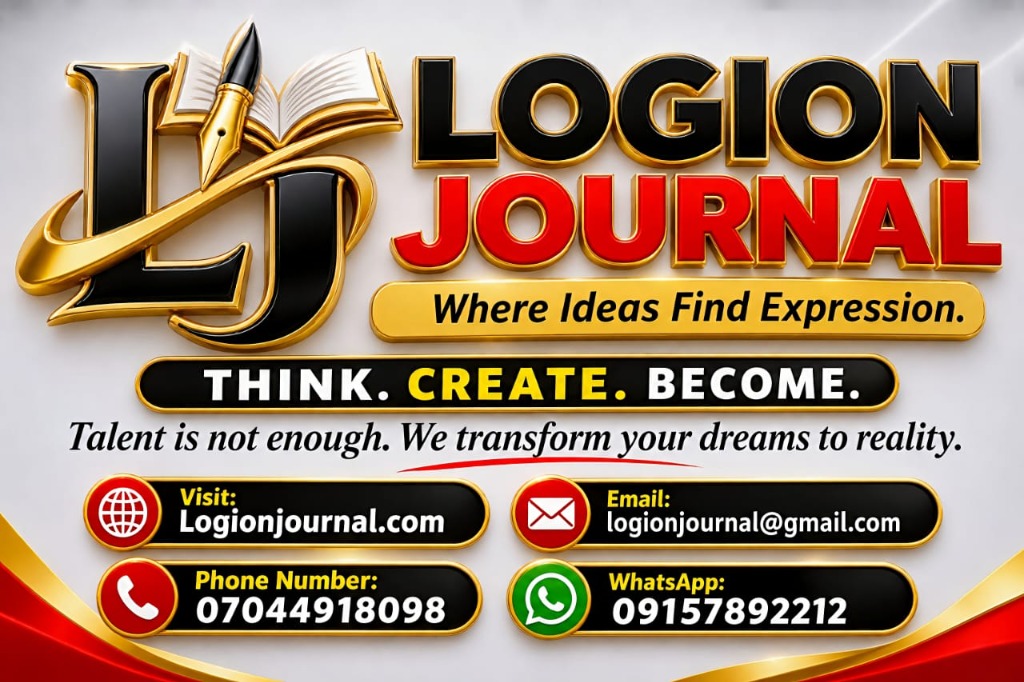 LJ
LOGION
JOURNAL
Where Ideas Find Expression.
THINK. CREATE. BECOME.
Talent is not enough. We transform your dreams to reality.
Visit:
Logionjournal.com
Email:
logionjournal@gmail.com
Phone Number:
07044918098
WhatsApp:
09157892212